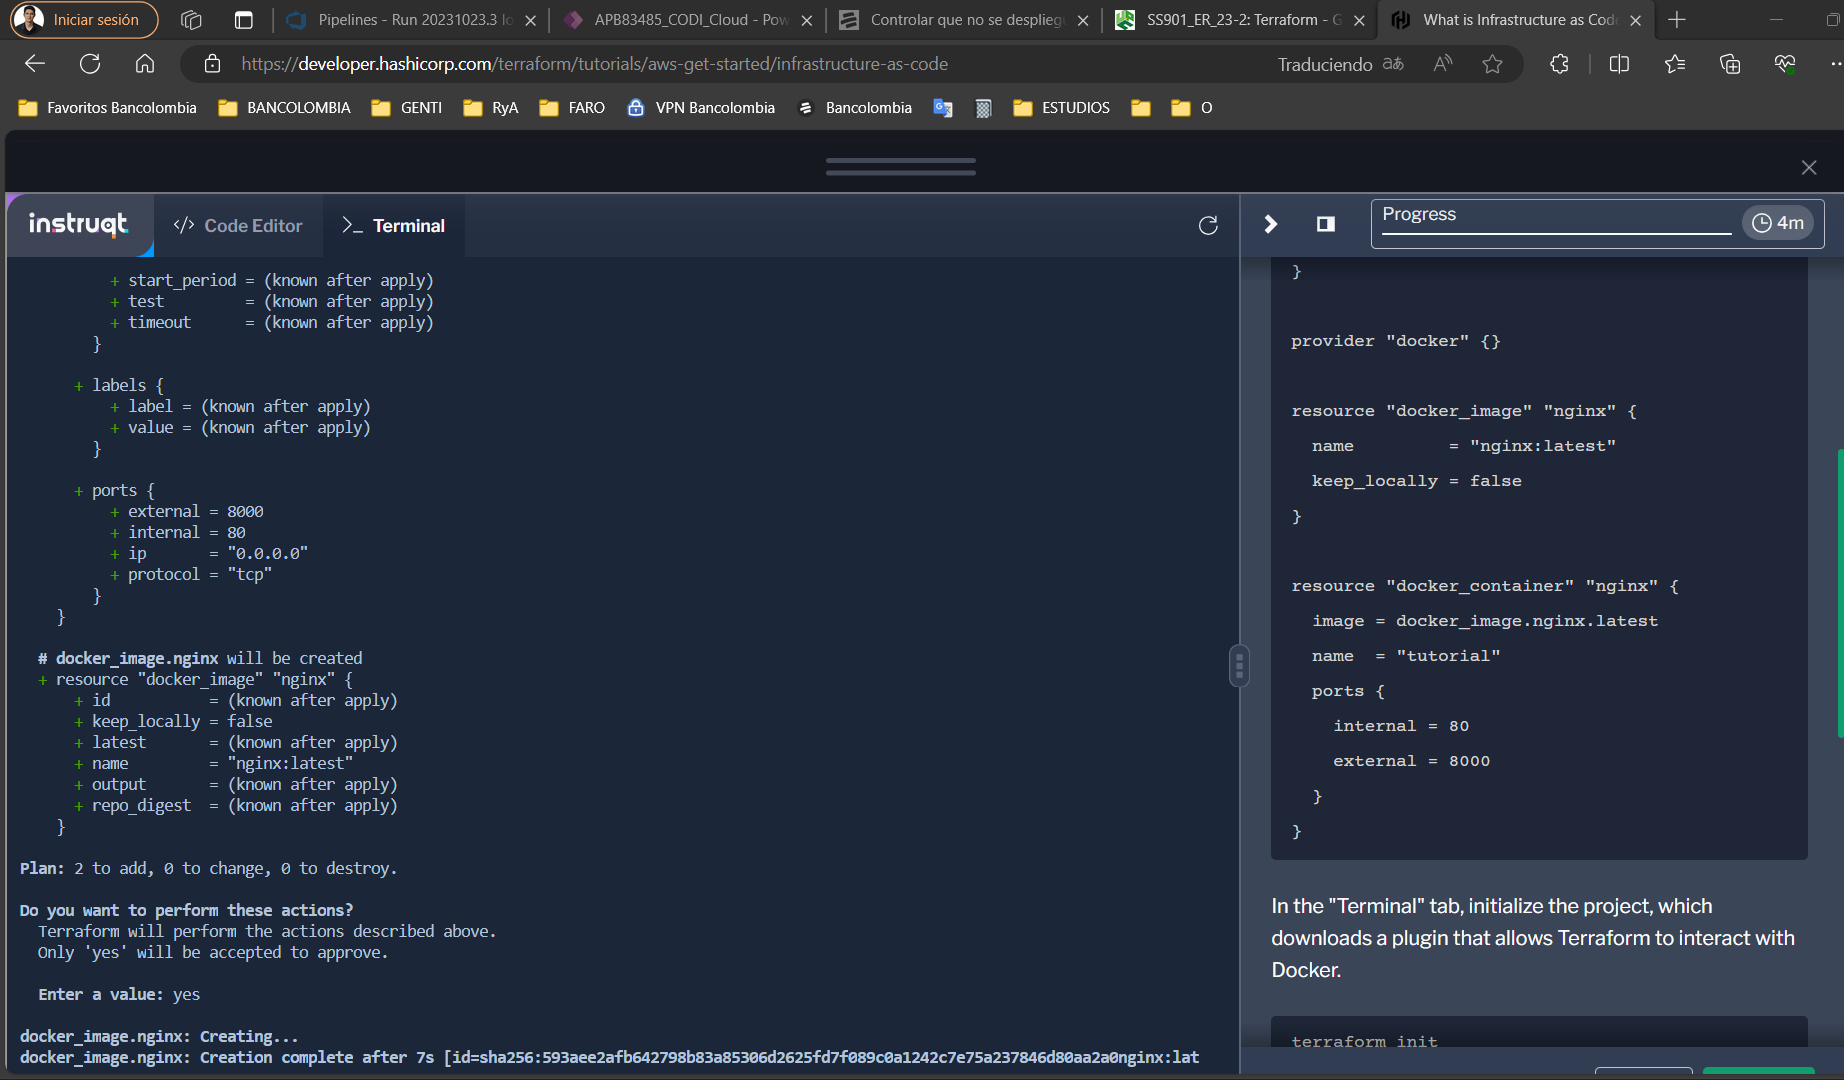 Iniciar sesión
Pipelines - Run 20231023.3 lo
APB83485_CODI_Cloud - Pow
Controlar que no se desplieg
SS901_ER_23-2: Terraform - G
What is Infrastructure as Code
https://developer.hashicorp.com/terraform/tutorials/aws-get-started/infrastructure-as-code
Traduciendo
Favoritos Bancolombia
BANCOLOMBIA
GENTI
RyA
FARO
VPN Bancolombia
Bancolombia
ESTUDIOS
O
instruqt
</> Code Editor
>_ Terminal
Progress
4m
+ start_period = (known after apply)
+ test         = (known after apply)
+ timeout      = (known after apply)
}
+ labels {
+ label = (known after apply)
+ value = (known after apply)
}
+ ports {
+ external = 8000
+ internal = 80
+ ip       = "0.0.0.0"
+ protocol = "tcp"
}
}
# docker_image.nginx will be created
+ resource "docker_image" "nginx" {
+ id           = (known after apply)
+ keep_locally = false
+ latest       = (known after apply)
+ name         = "nginx:latest"
+ output       = (known after apply)
+ repo_digest  = (known after apply)
}
Plan: 2 to add, 0 to change, 0 to destroy.
Do you want to perform these actions?
Terraform will perform the actions described above.
Only 'yes' will be accepted to approve.
Enter a value: yes
docker_image.nginx: Creating...
docker_image.nginx: Creation complete after 7s [id=sha256:593aee2afb642798b83a85306d2625fd7f089c0a1242c7e75a237846d80aa2a0nginx:lat
}
provider "docker" {}
resource "docker_image" "nginx" {
name         = "nginx:latest"
keep_locally = false
}
resource "docker_container" "nginx" {
image = docker_image.nginx.latest
name  = "tutorial"
ports {
internal = 80
external = 8000
}
}
In the "Terminal" tab, initialize the project, which
downloads a plugin that allows Terraform to interact with
Docker.
terraform init